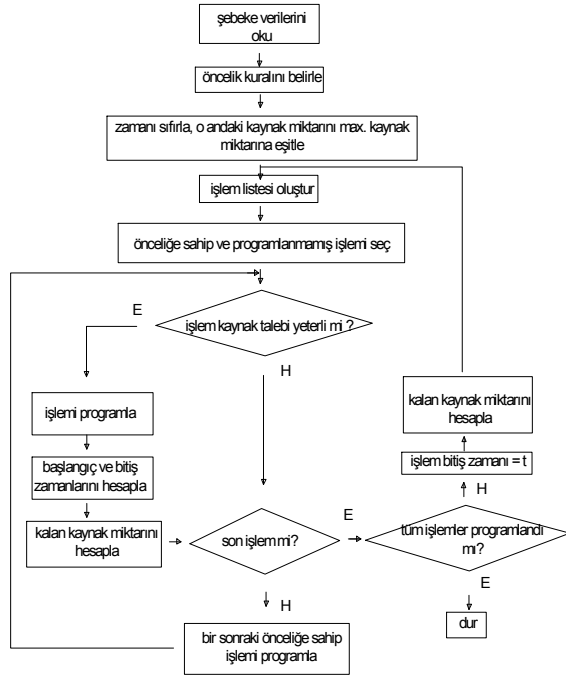 şebeke verilerini
oku
öncelik kuralını belirle
zamanı sıfırla, o andaki kaynak miktarını max. kaynak
miktarına eşitle
işlem listesi oluştur
önceliğe sahip ve programlanmamış işlemi seç
E
işlem kaynak talebi yeterli mi ?
H
işlemi programla
başlangıç ve bitiş
zamanlarını hesapla
kalan kaynak miktarını
hesapla
son işlem mi?
E
H
bir sonraki önceliğe sahip
işlemi programla
kalan kaynak miktarını
hesapla
işlem bitiş zamanı = t
H
tüm işlemler programlandı
mı?
E
dur